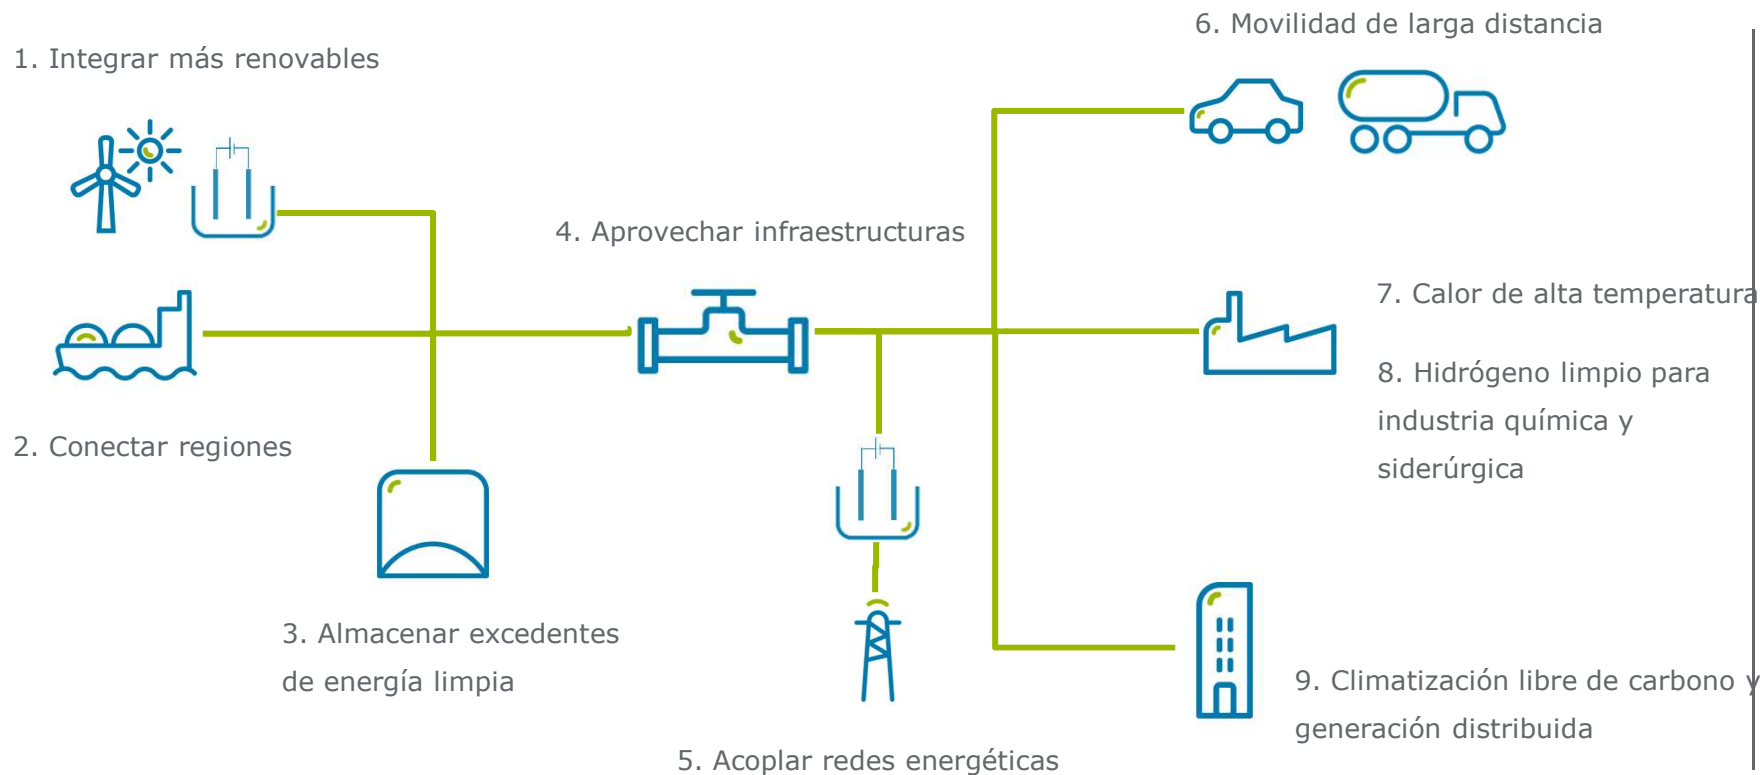 1. Integrar más renovables
2. Conectar regiones
3. Almacenar excedentes
de energía limpia
4. Aprovechar infraestructuras
5. Acoplar redes energéticas
6. Movilidad de larga distancia
7. Calor de alta temperatura
8. Hidrógeno limpio para
industria química y
siderúrgica
9. Climatización libre de carbono y
generación distribuida